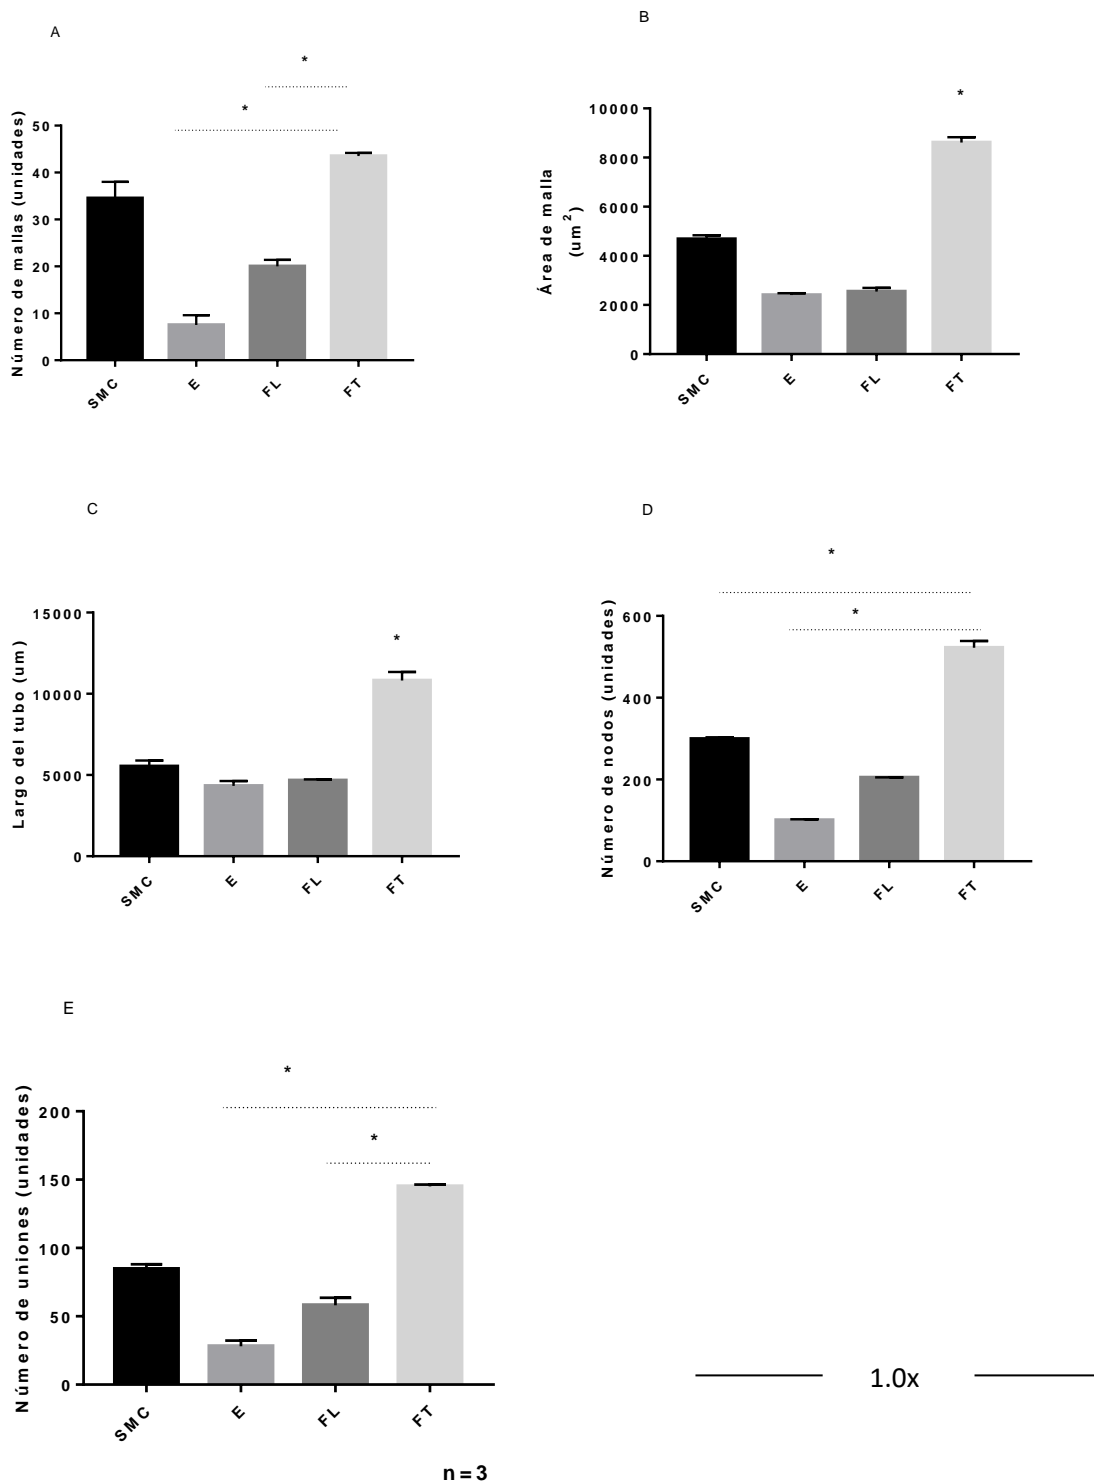 A
*
*
Número de mallas (unidades)
50
40
30
20
10
0
SMC
E
FL
FT
B
*
Área de malla
(um²)
10000
8000
6000
4000
2000
0
SMC
E
FL
FT
C
*
Largo del tubo (um)
15000
10000
5000
0
SMC
E
FL
FT
D
*
*
Número de nodos (unidades)
600
400
200
0
SMC
E
FL
FT
E
*
*
Número de uniones (unidades)
200
150
100
50
0
SMC
E
FL
FT
1.0x
n = 3